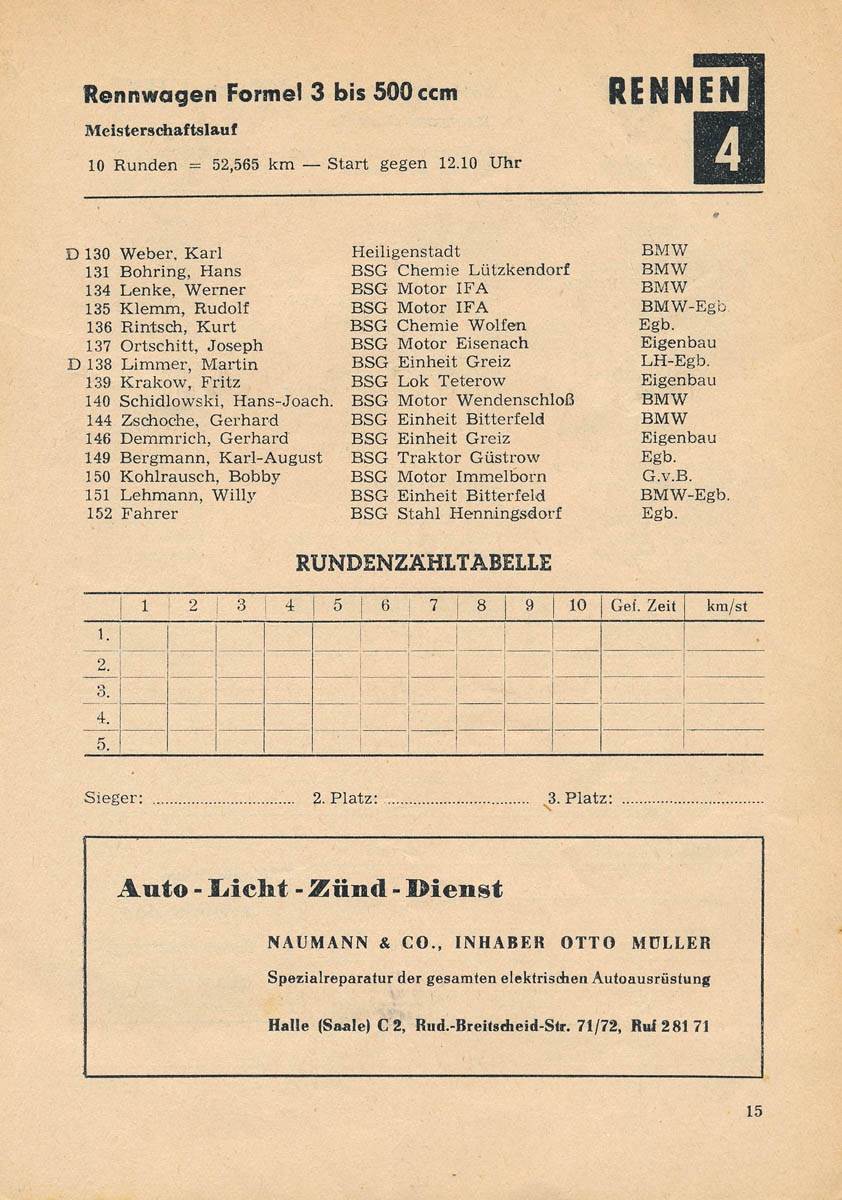 Rennwagen Formel 3 bis 500 ccm
RENNEN
4
Meisterschaftslauf
10 Runden = 52,565 km — Start gegen 12.10 Uhr
D 130 Weber, Karl Heiligenstadt BMW
131 Bohring, Hans BSG Chemie Lützkendorf BMW
134 Lenke, Werner BSG Motor IFA BMW
135 Klemm, Rudolf BSG Motor IFA BMW-Egb.
136 Rintsch, Kurt BSG Chemie Wolfen Egb.
137 Ortschitt, Joseph BSG Motor Eisenach Eigenbau
D 138 Limmer, Martin BSG Einheit Greiz LH-Egb.
139 Krakow, Fritz BSG Lok Teterow Eigenbau
140 Schidlowski, Hans-Joach. BSG Motor Wendenschloß BMW
144 Zschoche, Gerhard BSG Einheit Bitterfeld BMW
146 Demmrich, Gerhard BSG Einheit Greiz Eigenbau
149 Bergmann, Karl-August BSG Traktor Güstrow Egb.
150 Kohlrausch, Bobby BSG Motor Immelborn G.v.B.
151 Lehmann, Willy BSG Einheit Bitterfeld BMW-Egb.
152 Fahrer BSG Stahl Henningsdorf Egb.
RUNDENZÄHLTABELLE
1 2 3 4 5 6 7 8 9 10 Gef. Zeit km/st
1.
2.
3.
4.
5.
Sieger: .............................. 2. Platz: .............................. 3. Platz: ..............................
Auto-Licht-Zünd-Dienst
NAUMANN & CO., INHABER OTTO MÜLLER
Spezialreparatur der gesamten elektrischen Autoausrüstung
Halle (Saale) C 2, Rud.-Breitscheid-Str. 71/72, Ruf 2 81 71
15